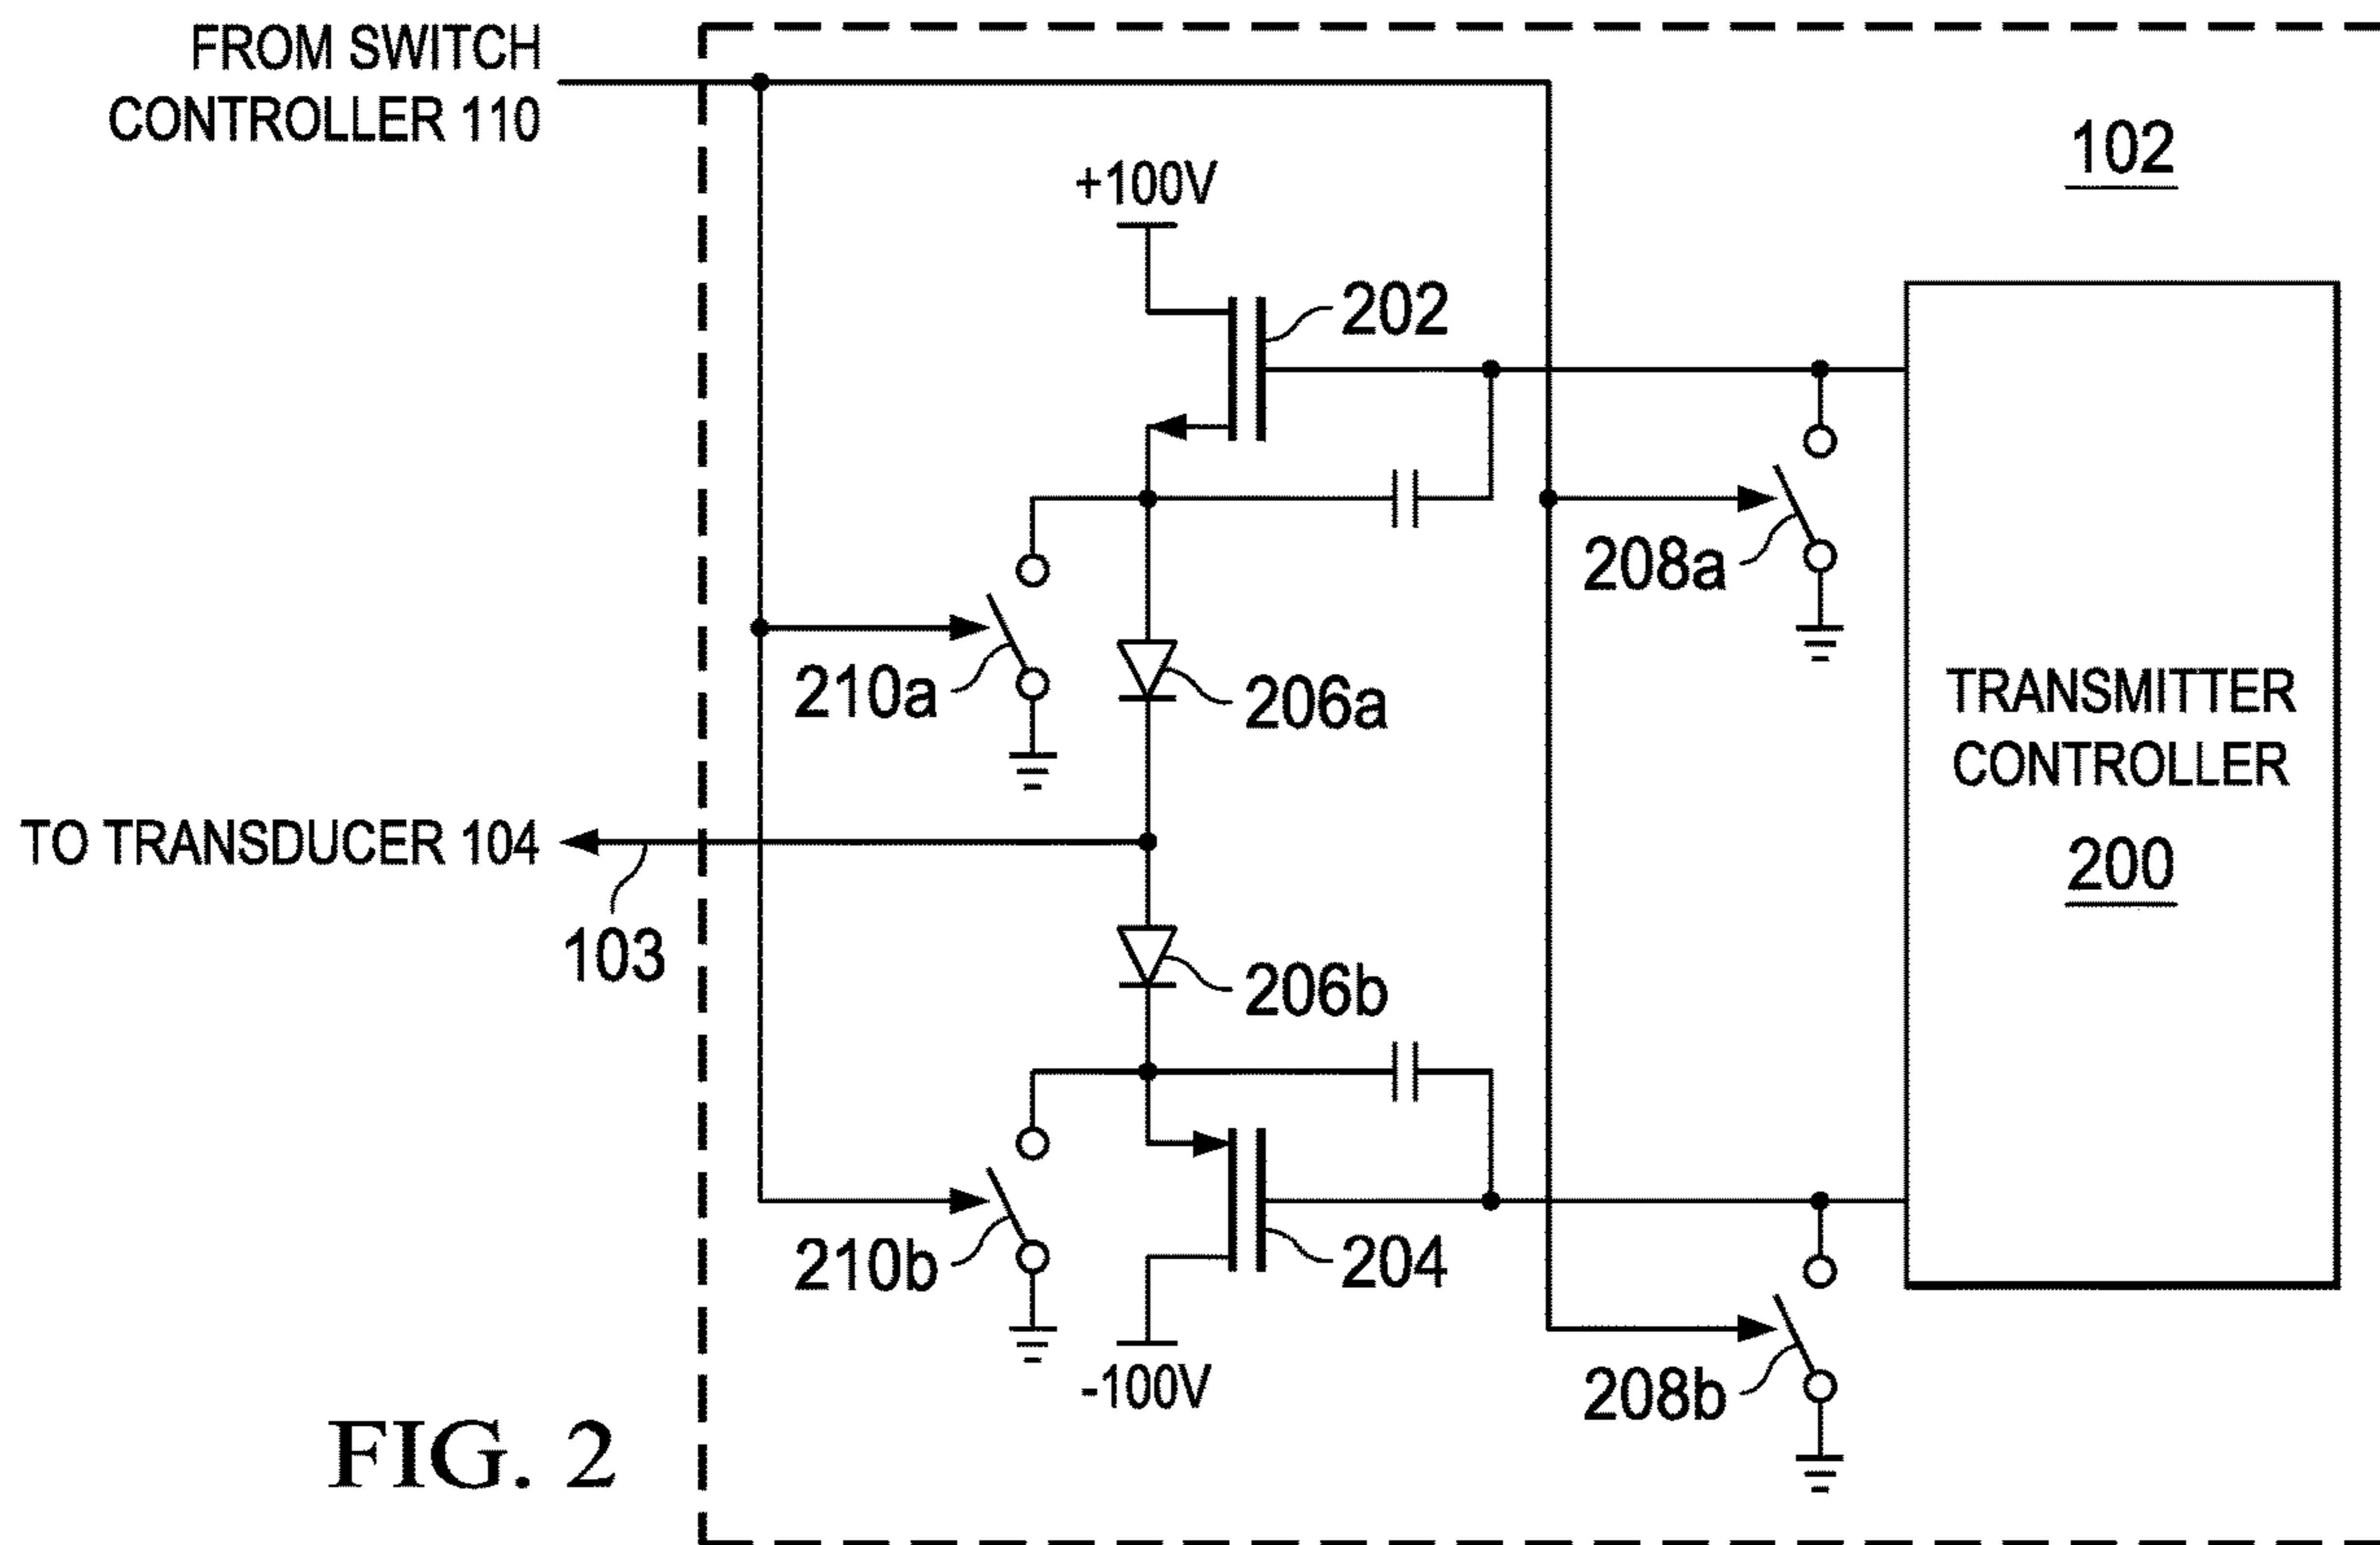 FROM SWITCH
CONTROLLER 110
102
+100V
202
208a
210a
206a
TRANSMITTER
CONTROLLER
200
TO TRANSDUCER 104
103
206b
210b
204
-100V
208b
FIG. 2